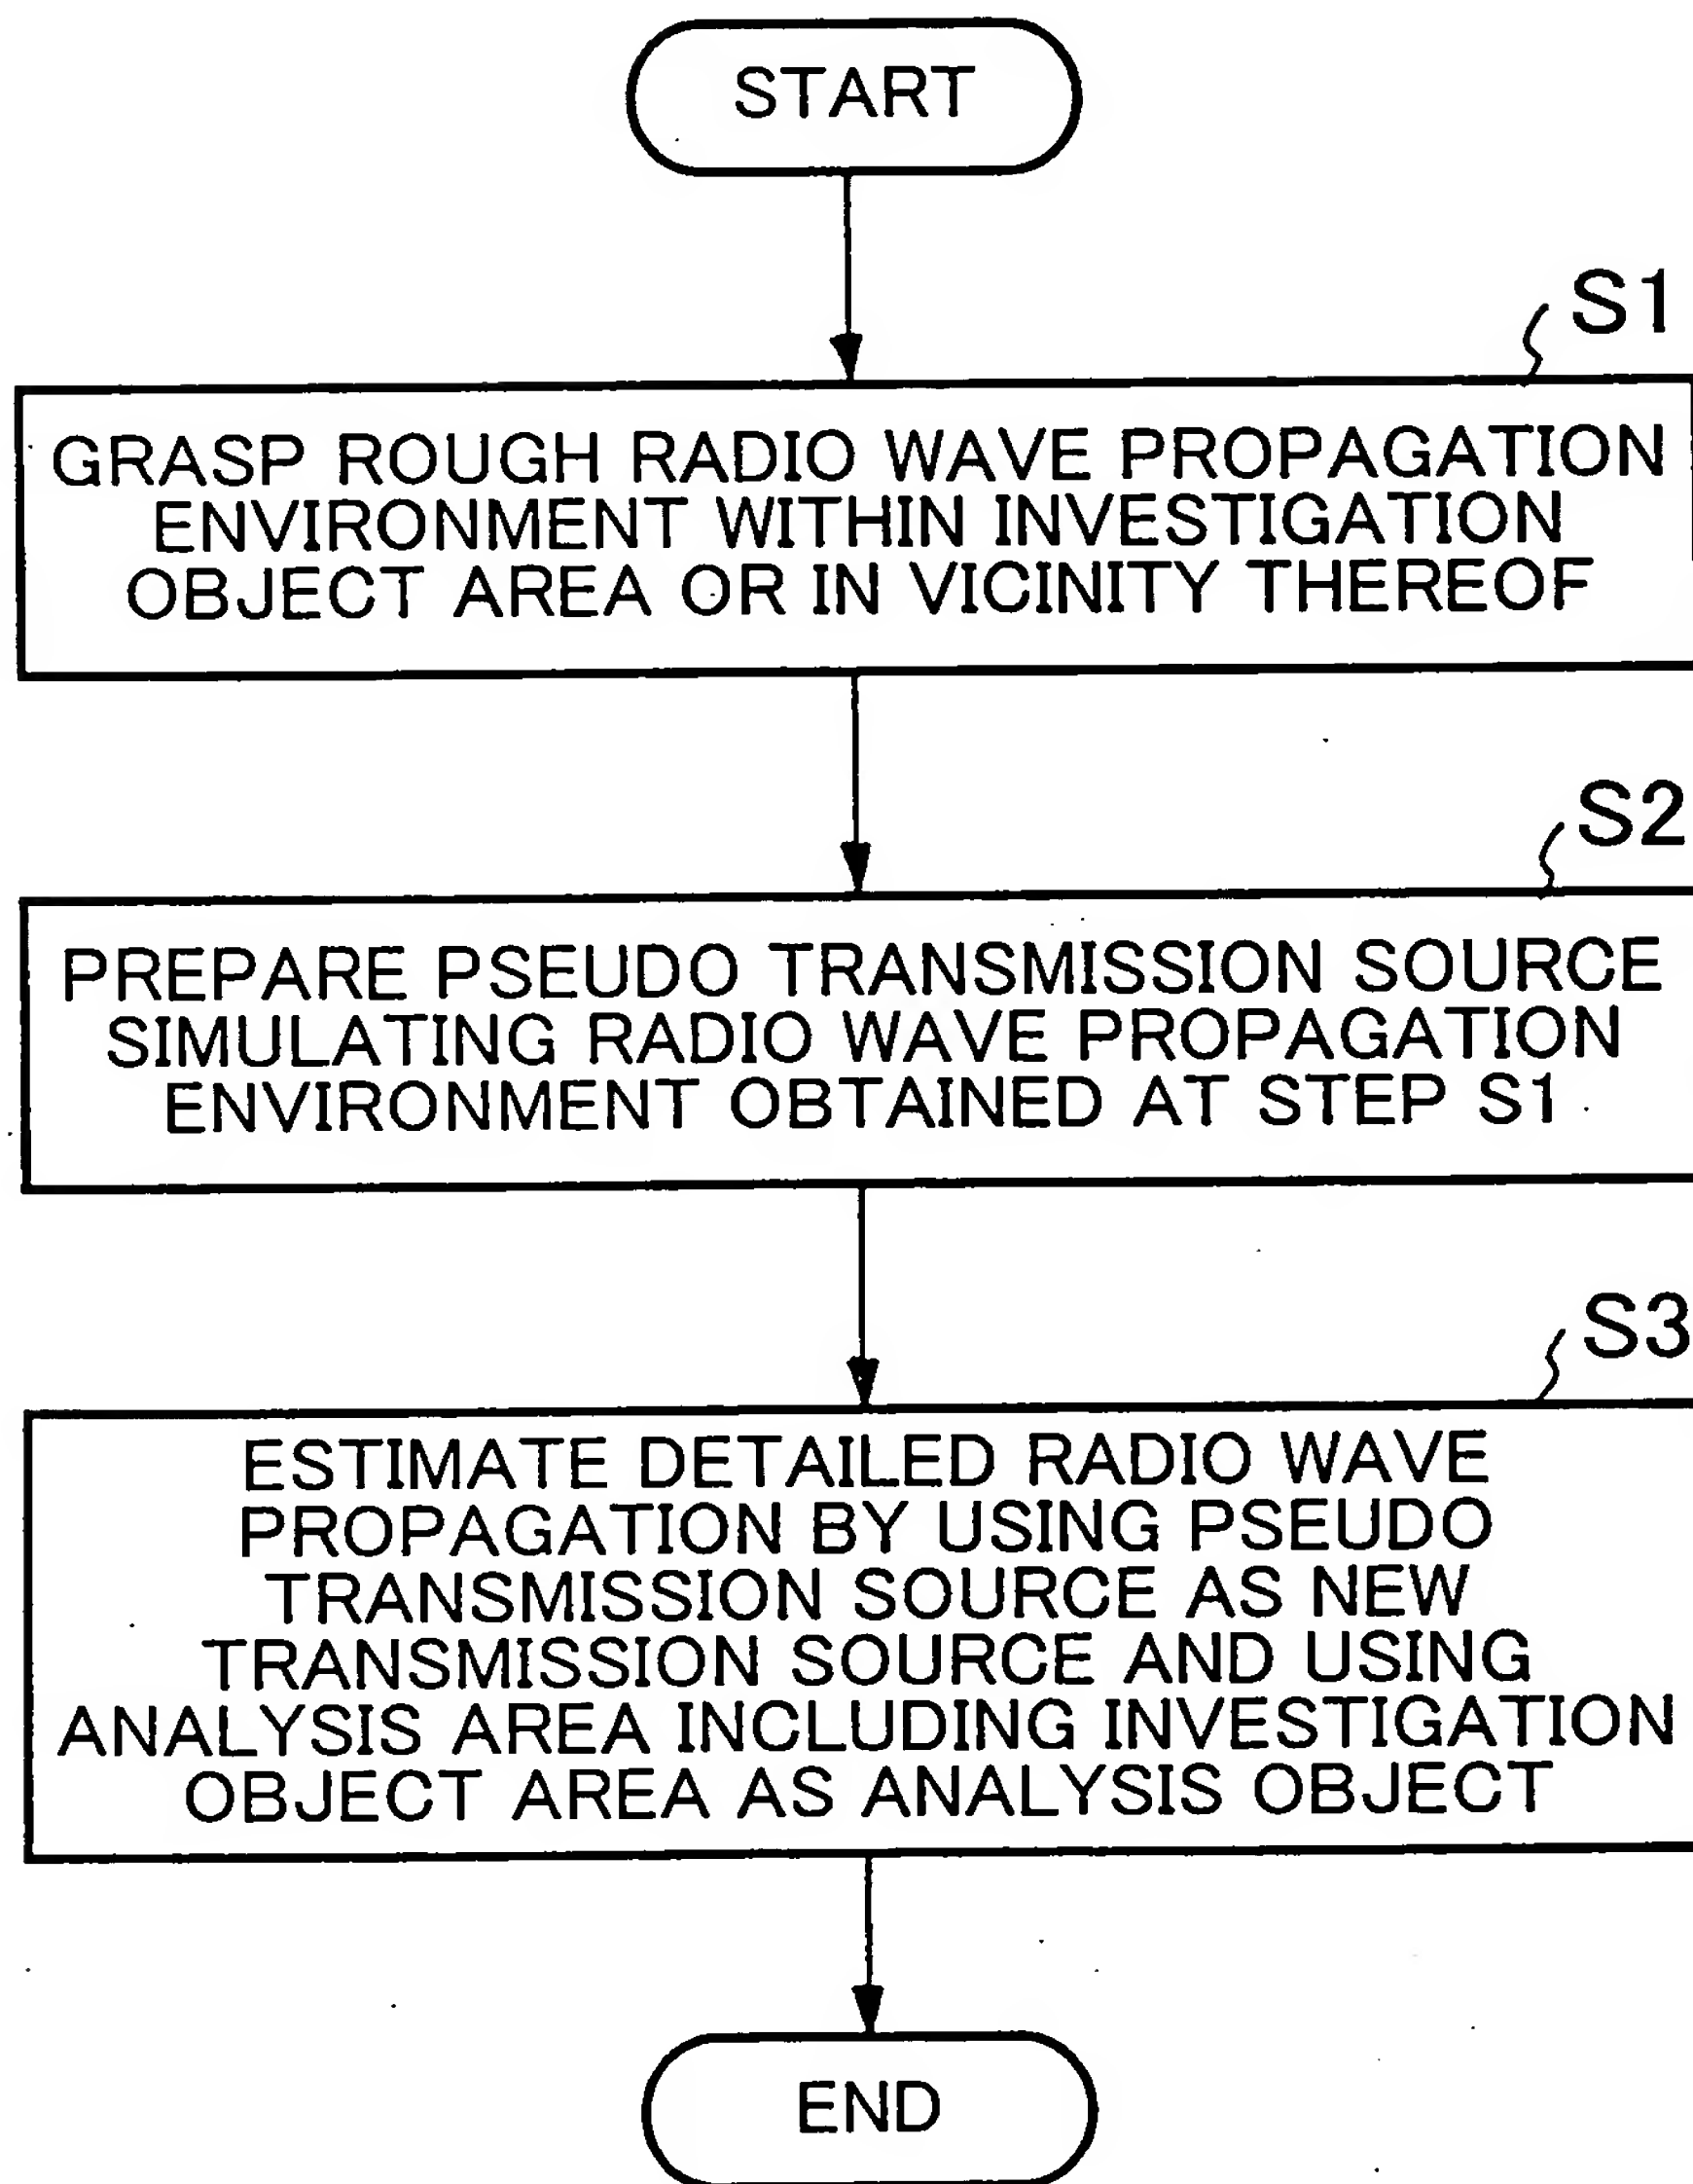 START
S1
GRASP ROUGH RADIO WAVE PROPAGATION
ENVIRONMENT WITHIN INVESTIGATION
OBJECT AREA OR IN VICINITY THEREOF
S2
PREPARE PSEUDO TRANSMISSION SOURCE
SIMULATING RADIO WAVE PROPAGATION
ENVIRONMENT OBTAINED AT STEP S1
S3
ESTIMATE DETAILED RADIO WAVE
PROPAGATION BY USING PSEUDO
TRANSMISSION SOURCE AS NEW
TRANSMISSION SOURCE AND USING
ANALYSIS AREA INCLUDING INVESTIGATION
OBJECT AREA AS ANALYSIS OBJECT
END